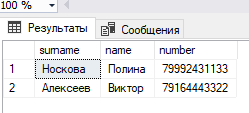 100 %
Результаты Сообщения
surname name number
1 Носкова Полина 79992431133
2 Алексеев Виктор 79164443322